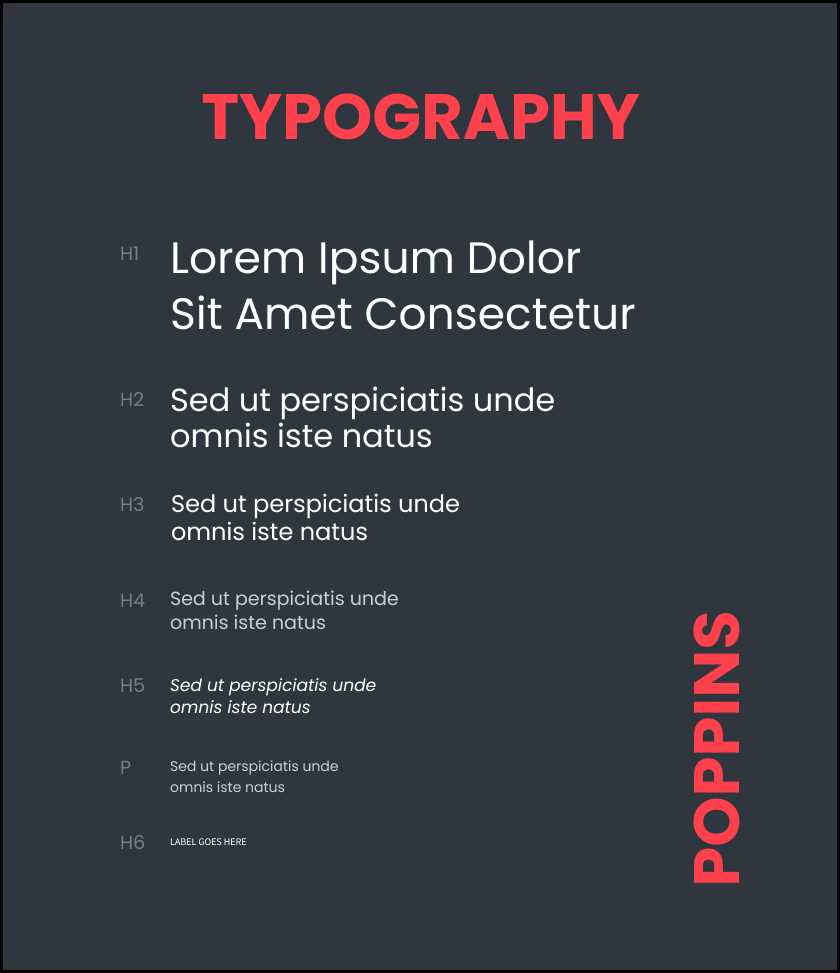 TYPOGRAPHY
H1
Lorem Ipsum Dolor
Sit Amet Consectetur
H2
Sed ut perspiciatis unde
omnis iste natus
H3
Sed ut perspiciatis unde
omnis iste natus
H4
Sed ut perspiciatis unde
omnis iste natus
H5
Sed ut perspiciatis unde
omnis iste natus
P
Sed ut perspiciatis unde
omnis iste natus
H6
LABEL GOES HERE
POPPINS